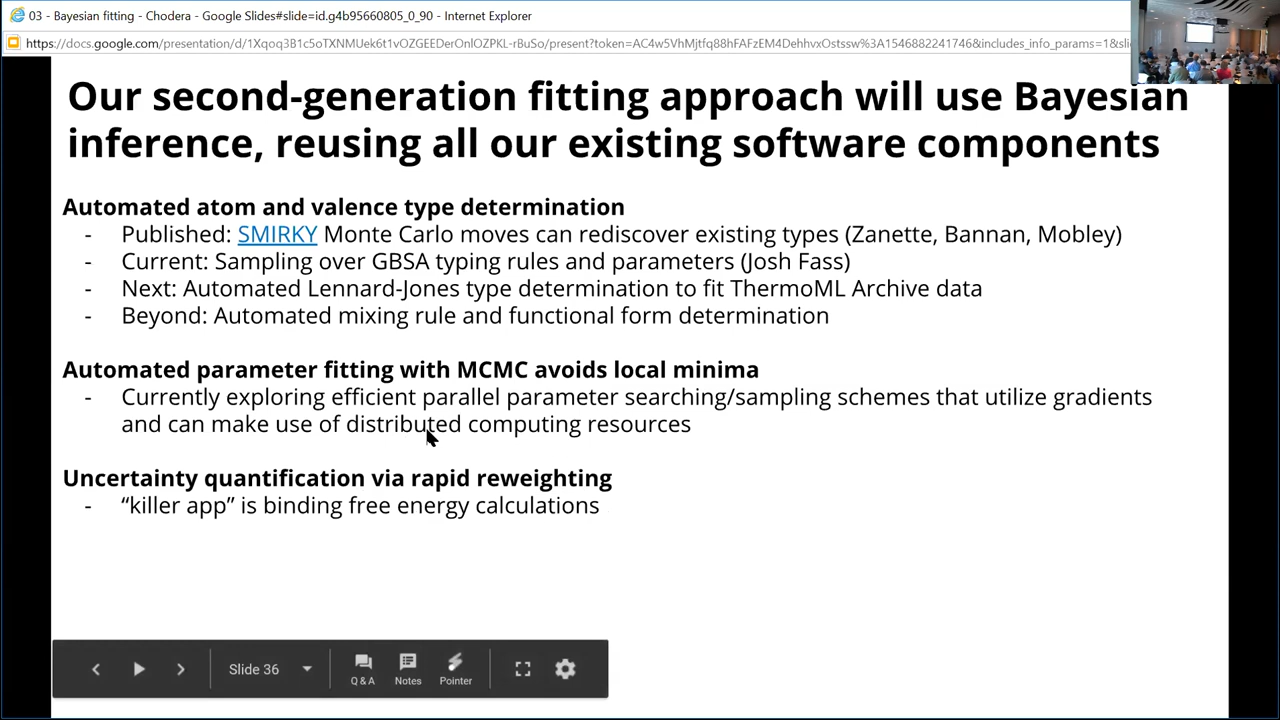 03 - Bayesian fitting - Chodera - Google Slides#slide=id.g4b95660805_0_90 - Internet Explorer
https://docs.google.com/presentation/d/1Xqoq3B1c5oTXNMUek6t1vOZGEEDerOnlOZPKL-rBuSo/present?token=AC4w5VhMjtfq88hFAFzEM4DehhvxOstssw%3A1546882241746&includes_info_params=1&sli
Our second-generation fitting approach will use Bayesian
inference, reusing all our existing software components
Automated atom and valence type determination
- Published: SMIRKY Monte Carlo moves can rediscover existing types (Zanette, Bannan, Mobley)
- Current: Sampling over GBSA typing rules and parameters (Josh Fass)
- Next: Automated Lennard-Jones type determination to fit ThermoML Archive data
- Beyond: Automated mixing rule and functional form determination
Automated parameter fitting with MCMC avoids local minima
- Currently exploring efficient parallel parameter searching/sampling schemes that utilize gradients
and can make use of distributed computing resources
Uncertainty quantification via rapid reweighting
- “killer app” is binding free energy calculations
Slide 36
Q & A
Notes
Pointer